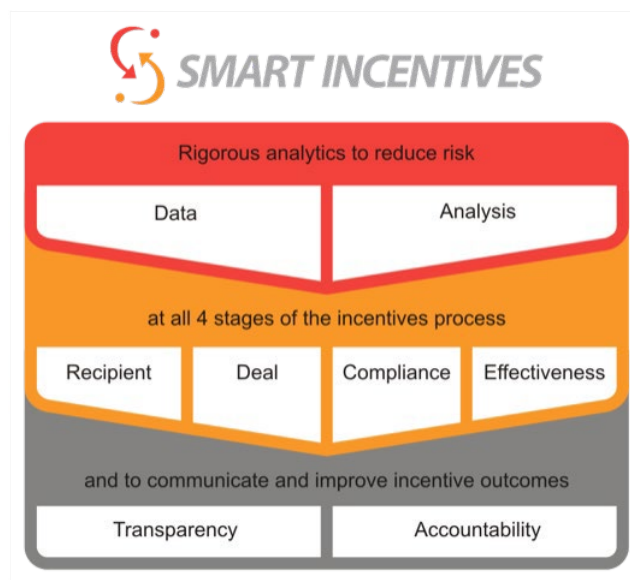 SMART INCENTIVES
Rigorous analytics to reduce risk
Data
Analysis
at all 4 stages of the incentives process
Recipient
Deal
Compliance
Effectiveness
and to communicate and improve incentive outcomes
Transparency
Accountability